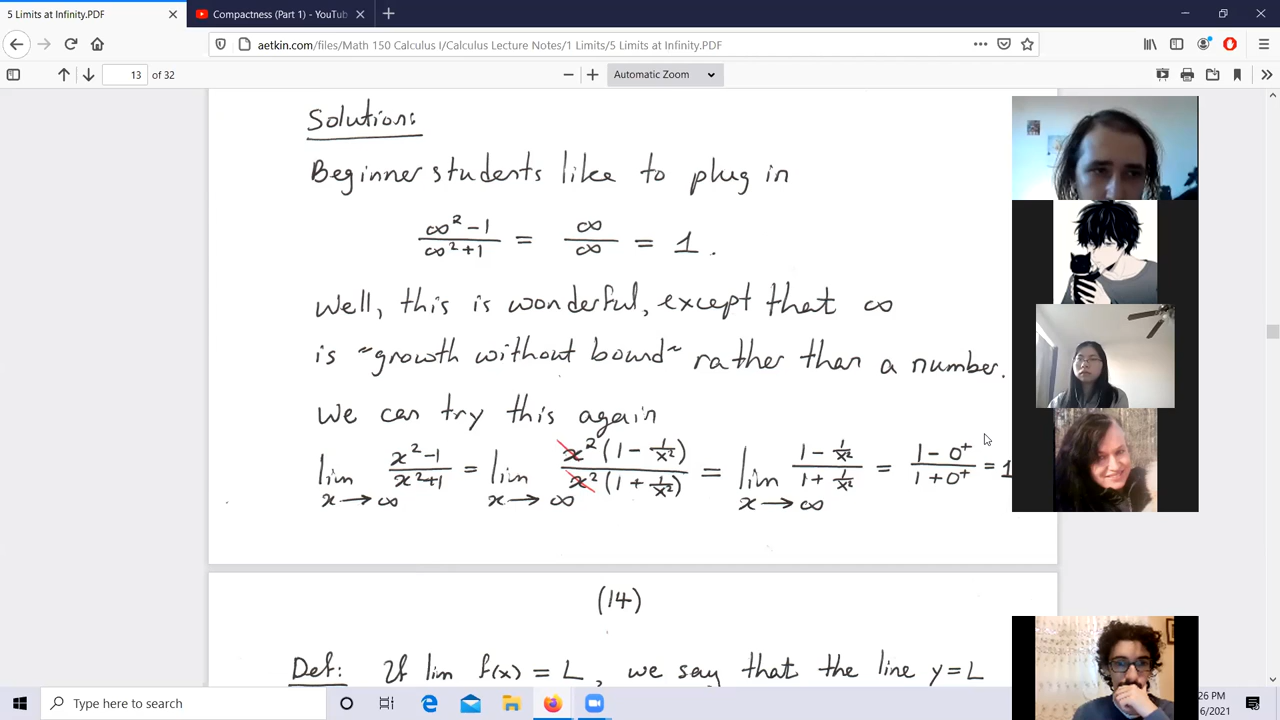 5 Limits at Infinity.PDF
Compactness (Part 1) - YouTube
aetkin.com/files/Math 150 Calculus I/Calculus Lecture Notes/1 Limits/5 Limits at Infinity.PDF
13 of 32
Automatic Zoom
Solution:
Beginner students like to plug in
∞²-1/∞²+1 = ∞/∞ = 1.
Well, this is wonderful, except that ∞
is "growth without bound" rather than a number.
We can try this again
lim x→∞ x²-1/x²+1 = lim x→∞ x²(1-1/x²)/x²(1+1/x²) = lim x→∞ 1-1/x²/1+1/x² = 1-0⁺/1+0⁺ = 1
(14)
Def: If lim f(x) = L, we say that the line y=L
Type here to search
26 PM
6/2021